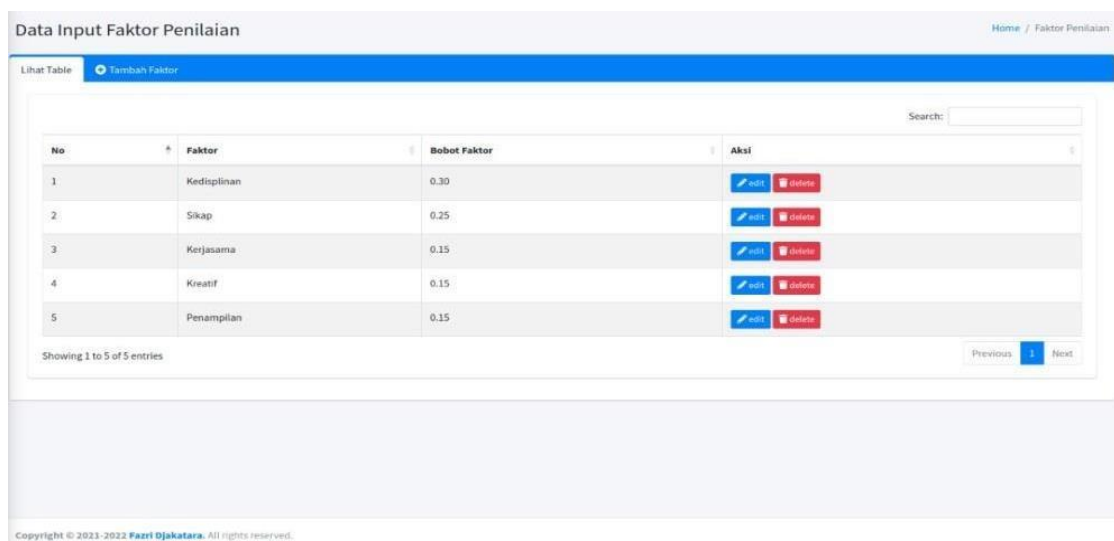 Data Input Faktor Penilaian
Home / Faktor Penilaian
Lihat Table Tambah Faktor
Search:
No Faktor Bobot Faktor Aksi
1 Kedisplinan 0.30 edit delete
2 Sikap 0.25 edit delete
3 Kerjasama 0.15 edit delete
4 Kreatif 0.15 edit delete
5 Penampilan 0.15 edit delete
Showing 1 to 5 of 5 entries
Previous 1 Next
Copyright © 2021-2022 Fazri Djakatara. All rights reserved.